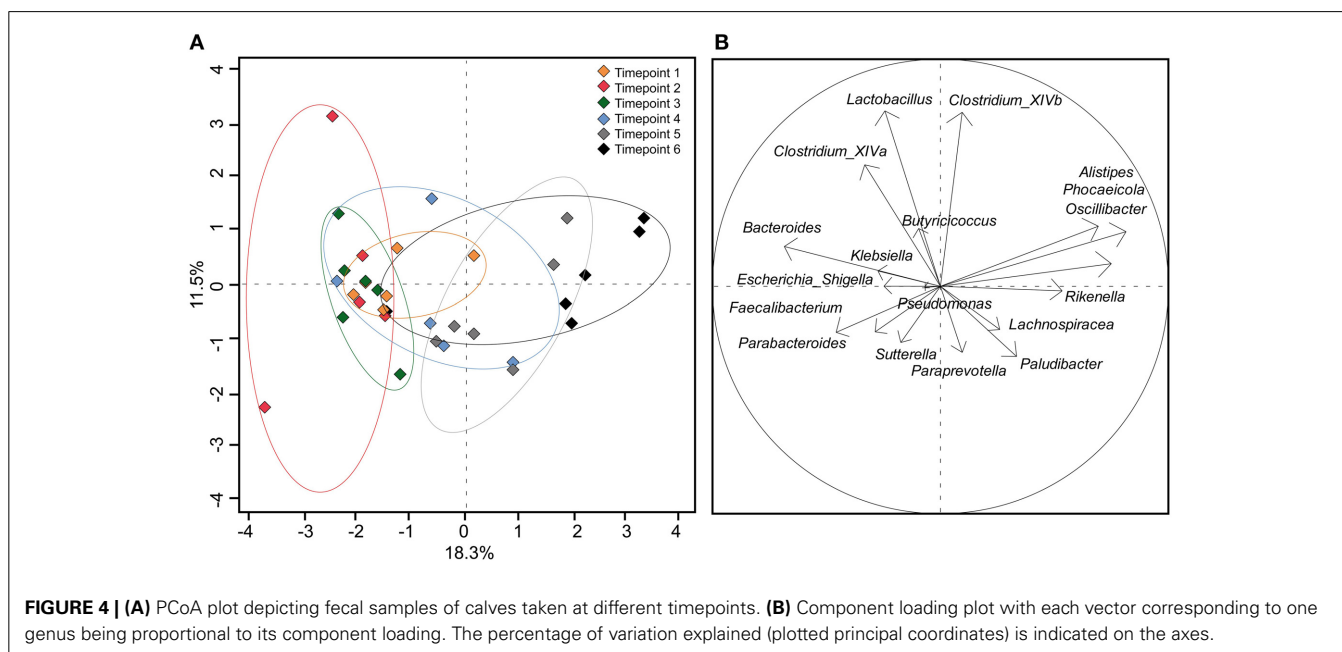 A
B
Timepoint 1
Timepoint 2
Timepoint 3
Timepoint 4
Timepoint 5
Timepoint 6
4
3
2
1
0
-1
-2
-3
-4
11.5%
-4 -3 -2 -1 0 1 2 3 4
18.3%
Lactobacillus Clostridium_XIVb
Clostridium_XIVa
Alistipes
Phocaeicola
Oscillibacter
Butyricicoccus
Bacteroides
Klebsiella
Escherichia_Shigella
Rikenella
Faecalibacterium
Pseudomonas
Lachnospiracea
Parabacteroides
Sutterella
Paludibacter
Paraprevotella
FIGURE 4 | (A) PCoA plot depicting fecal samples of calves taken at different timepoints. (B) Component loading plot with each vector corresponding to one
genus being proportional to its component loading. The percentage of variation explained (plotted principal coordinates) is indicated on the axes.